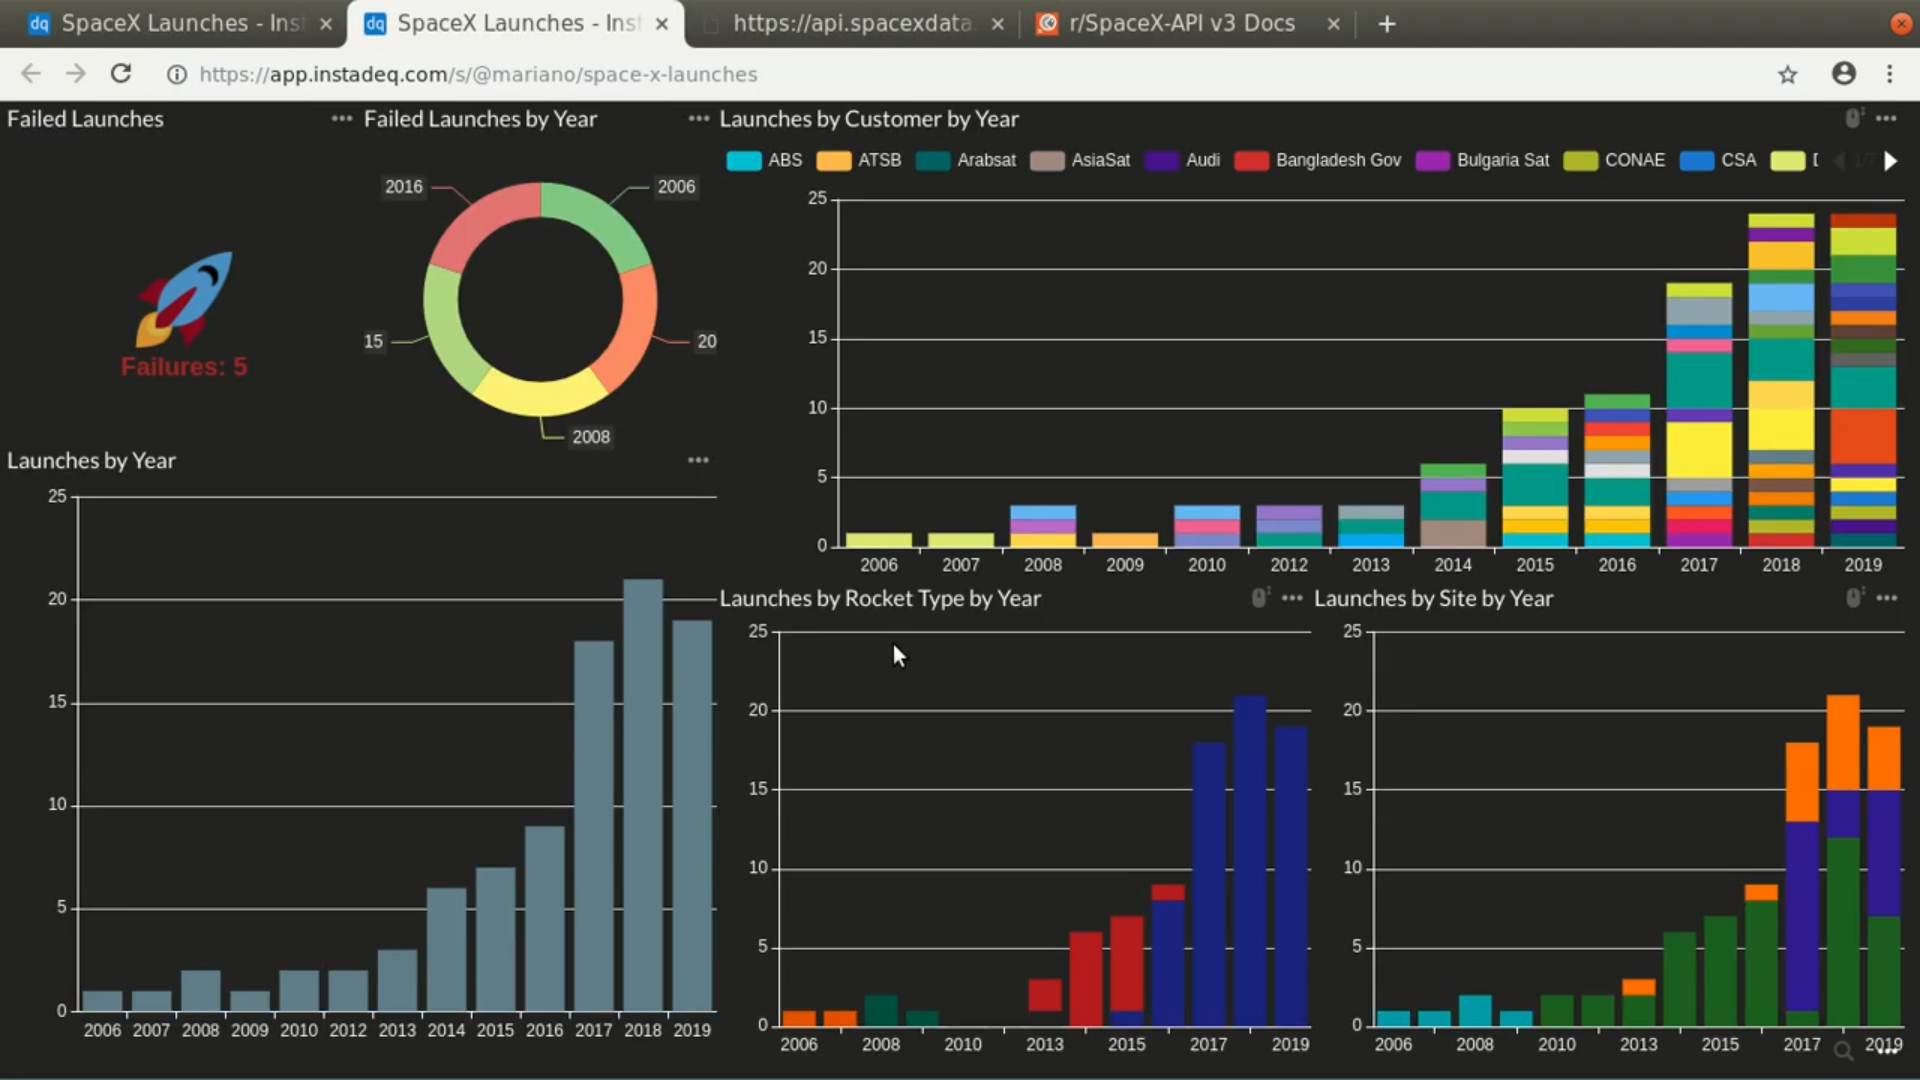 SpaceX Launches - Inst
SpaceX Launches - Inst
https://api.spacexdata.
r/SpaceX-API v3 Docs
https://app.instadeq.com/s/@mariano/space-x-launches
Failed Launches
Failures: 5
Failed Launches by Year
2016
2006
15
20
2008
Launches by Customer by Year
ABS ATSB Arabsat AsiaSat Audi Bangladesh Gov Bulgaria Sat CONAE CSA
25
20
15
10
5
0
2006 2007 2008 2009 2010 2012 2013 2014 2015 2016 2017 2018 2019
Launches by Year
25
20
15
10
5
0
2006 2007 2008 2009 2010 2012 2013 2014 2015 2016 2017 2018 2019
Launches by Rocket Type by Year
25
20
15
10
5
0
2006 2008 2010 2013 2015 2017 2019
Launches by Site by Year
25
20
15
10
5
0
2006 2008 2010 2013 2015 2017 2019